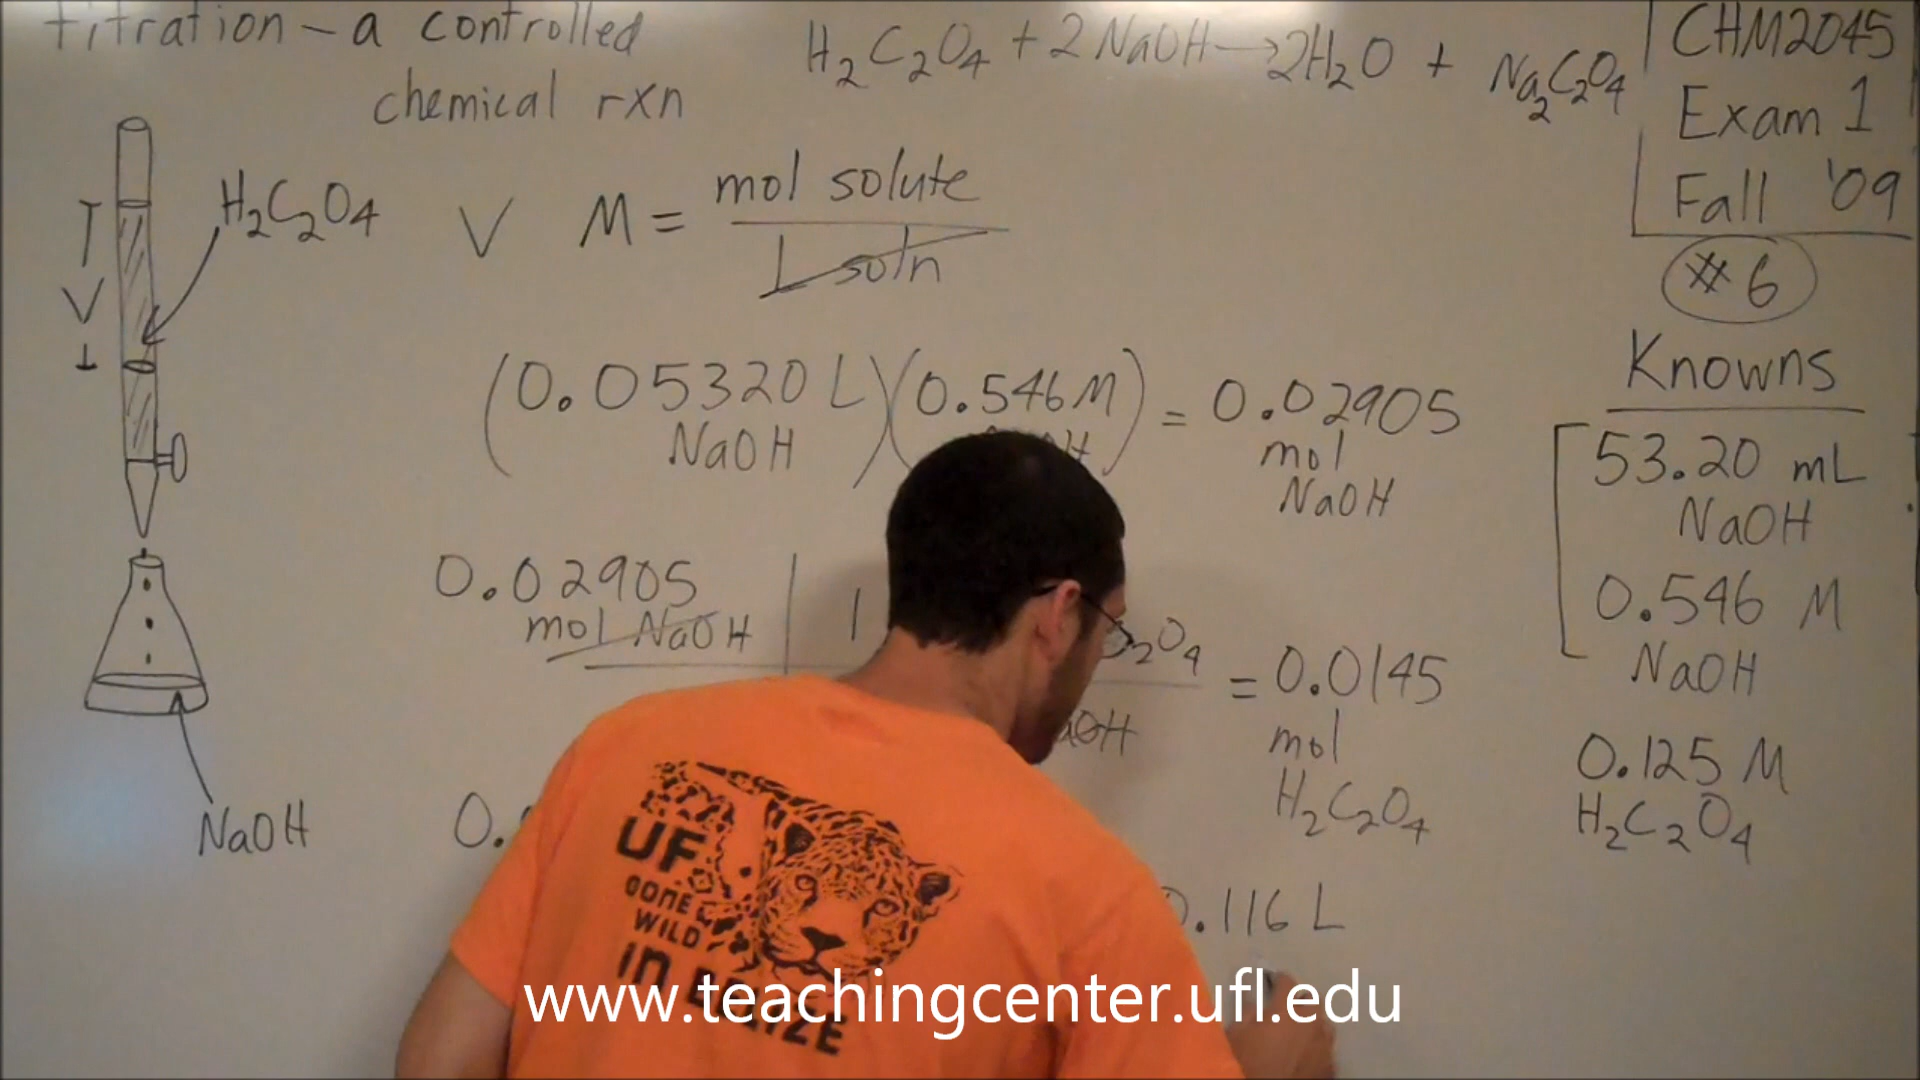 titration - a controlled
chemical rxn
H₂C₂O₄ + 2 NaOH → 2H₂O + Na₂C₂O₄
CHM2045
Exam 1
Fall '09
#6
H₂C₂O₄
V
V M = mol solute
L soln
(0.05320 L)(0.546 M) = 0.02905
NaOH
mol
NaOH
Knowns
53.20 mL
NaOH
0.546 M
NaOH
0.125 M
H₂C₂O₄
0.02905
mol NaOH
1
₂O₄
= 0.0145
mol
H₂C₂O₄
NaOH
0.
.116 L
UF
GONE
WILD
in BELIZE
www.teachingcenter.ufl.edu